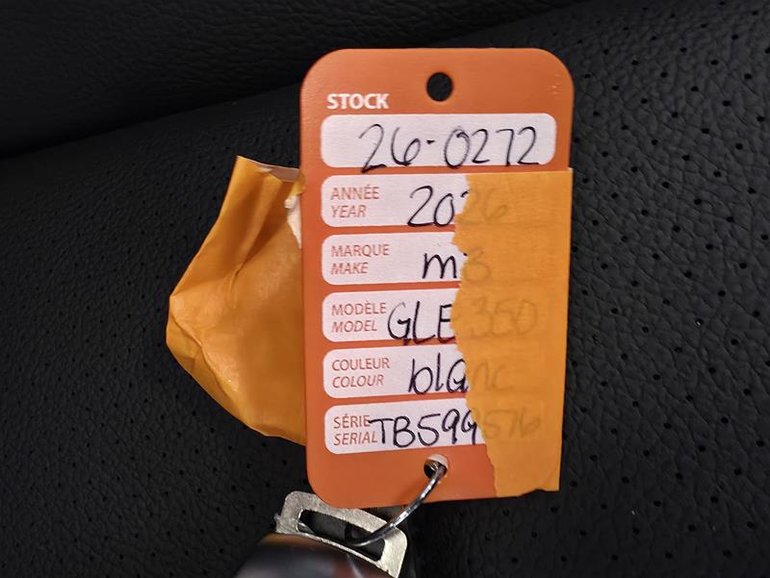 STOCK
26-0272
ANNÉE
YEAR 2026
MARQUE
MAKE mB
MODÈLE
MODEL GLE 350
COULEUR
COLOUR blanc
SÉRIE
SERIAL TB599576